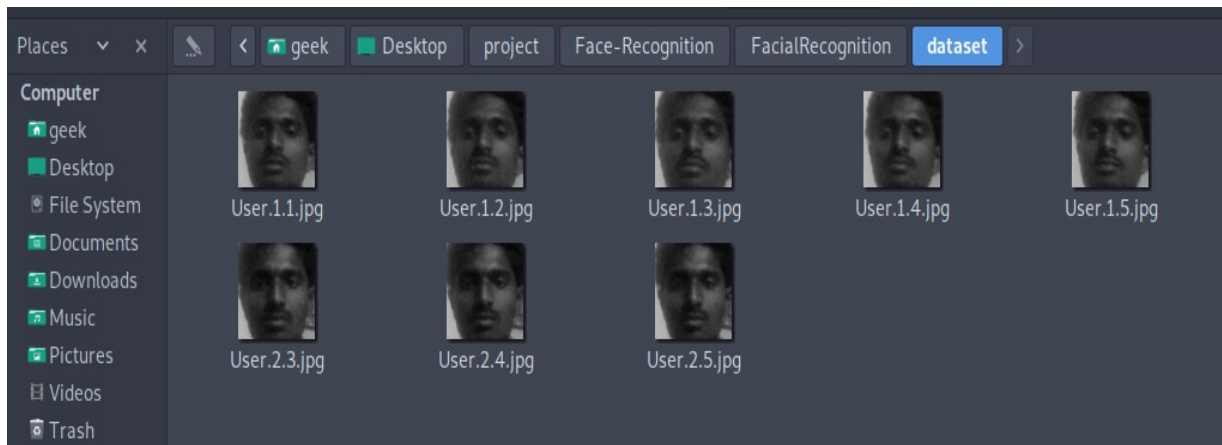 Places
geek Desktop project Face-Recognition FacialRecognition dataset
Computer
geek
Desktop
File System
Documents
Downloads
Music
Pictures
Videos
Trash
User.1.1.jpg User.1.2.jpg User.1.3.jpg User.1.4.jpg User.1.5.jpg
User.2.3.jpg User.2.4.jpg User.2.5.jpg